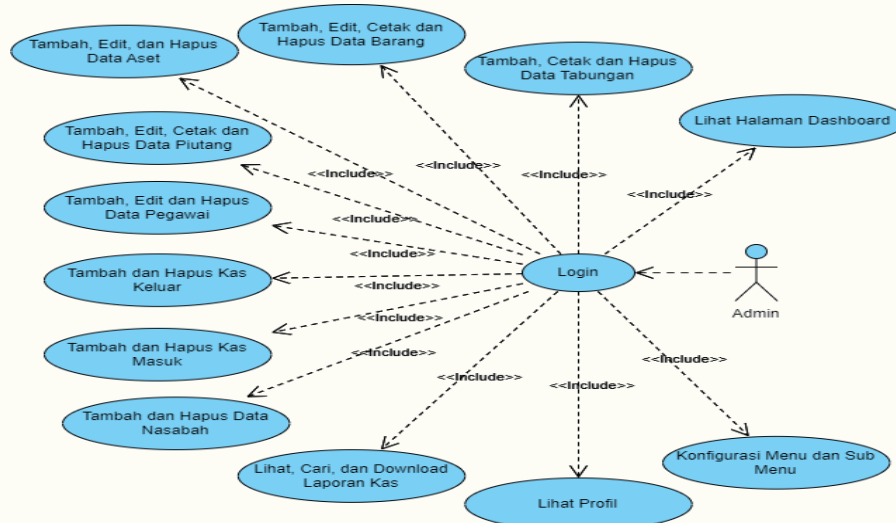 Tambah, Edit, dan Hapus
Data Aset
Tambah, Edit, Cetak dan
Hapus Data Barang
Tambah, Cetak dan Hapus
Data Tabungan
Lihat Halaman Dashboard
Tambah, Edit, Cetak dan
Hapus Data Piutang
Tambah, Edit dan Hapus
Data Pegawai
Tambah dan Hapus Kas
Keluar
Tambah dan Hapus Kas
Masuk
Tambah dan Hapus Data
Nasabah
Lihat, Cari, dan Download
Laporan Kas
Lihat Profil
Konfigurasi Menu dan Sub
Menu
<<Include>>
<<Include>>
<<Include>>
<<Include>>
<<Include>>
<<Include>>
<<Include>>
<<Include>>
<<Include>>
<<Include>>
<<Include>>
<<Include>>
Login
Admin